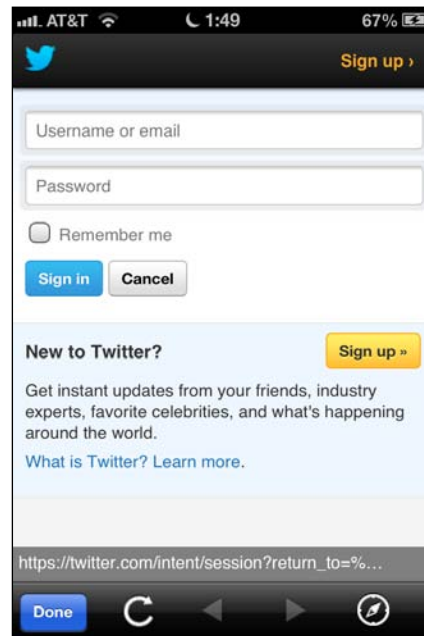 AT&T 1:49 67%
Sign up ›
Username or email
Password
Remember me
Sign in Cancel
New to Twitter? Sign up »
Get instant updates from your friends, industry
experts, favorite celebrities, and what's happening
around the world.
What is Twitter? Learn more.
https://twitter.com/intent/session?return_to=%...
Done